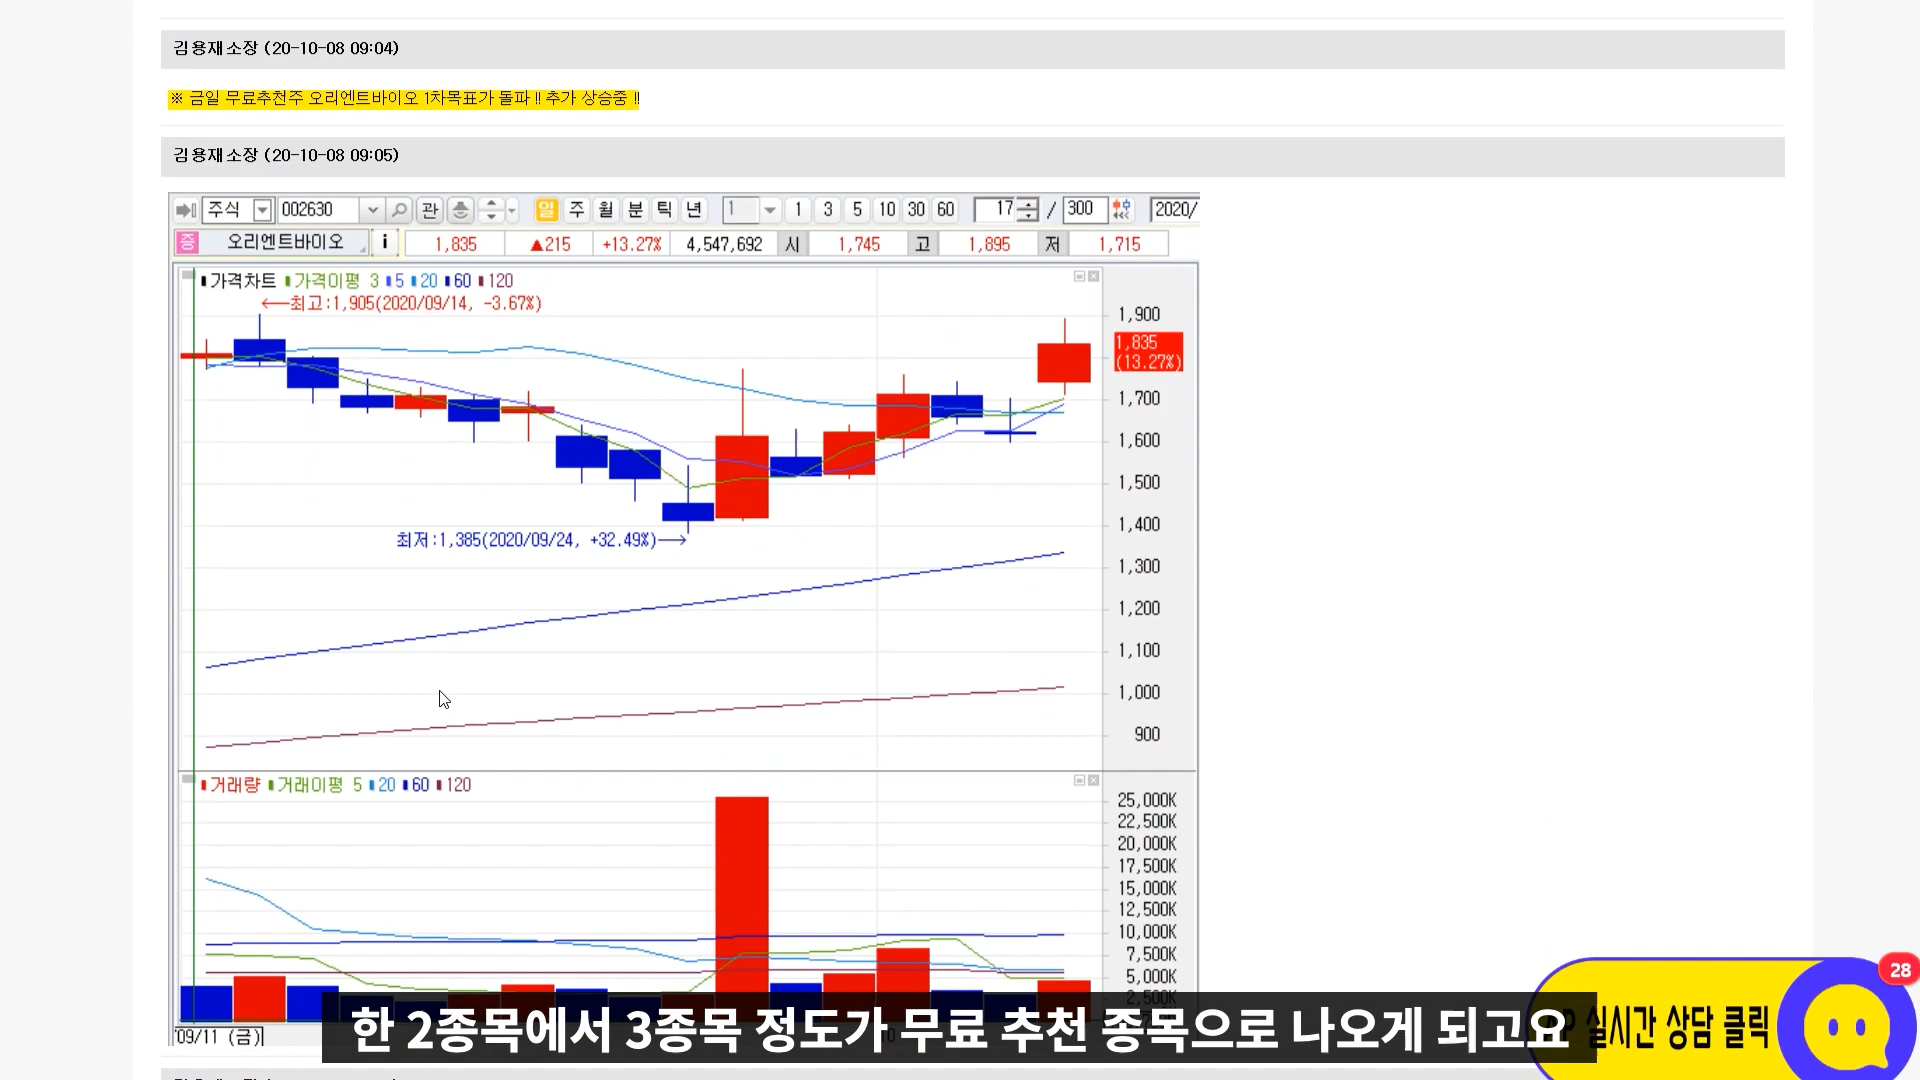 김용재소장 (20-10-08 09:04)
※ 금일 무료추천주 오리엔트바이오 1차목표가 돌파 !! 추가 상승중 !!
김용재소장 (20-10-08 09:05)
주식 002630 관 일 주 월 분 틱 년 1 1 3 5 10 30 60 17 / 300 2020/
증 오리엔트바이오 i 1,835 ▲215 +13.27% 4,547,692 시 1,745 고 1,895 저 1,715
가격차트 가격이평 3 5 20 60 120
←최고:1,905(2020/09/14, -3.67%)
1,900
1,835
(13.27%)
1,700
1,600
1,500
1,400
최저:1,385(2020/09/24, +32.49%)→
1,300
1,200
1,100
1,000
900
거래량 거래이평 5 20 60 120
25,000K
22,500K
20,000K
17,500K
15,000K
12,500K
10,000K
7,500K
5,000K
2,500K
'09/11 (금)
한 2종목에서 3종목 정도가 무료 추천 종목으로 나오게 되고요
실시간 상담 클릭
28